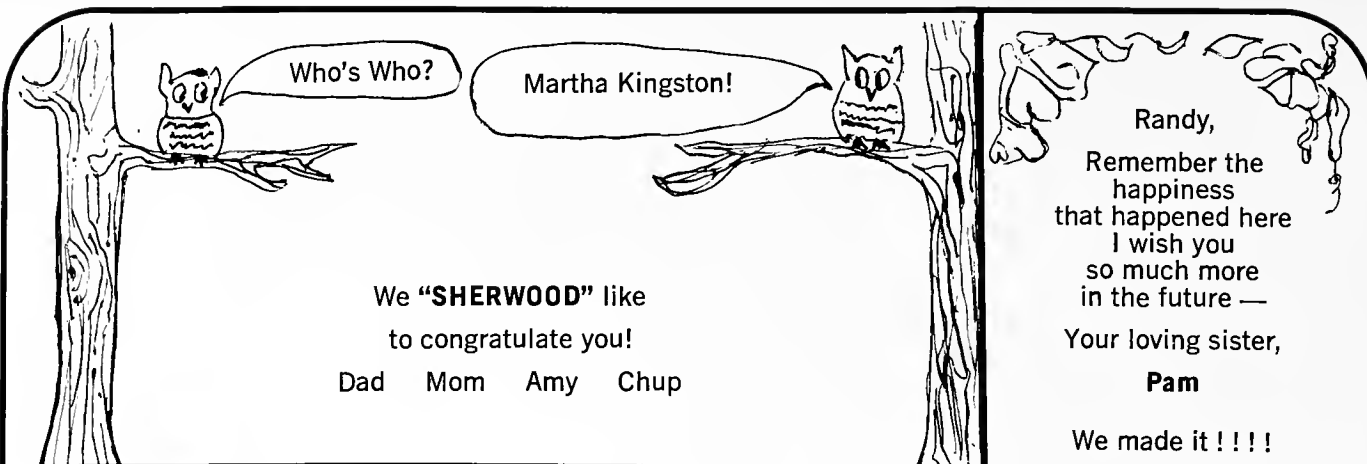 Who's Who?
Martha Kingston!
We “SHERWOOD” like
to congratulate you!
Dad Mom Amy Chup
Randy,
Remember the
happiness
that happened here
I wish you
so much more
in the future —
Your loving sister,
Pam
We made it ! ! ! !